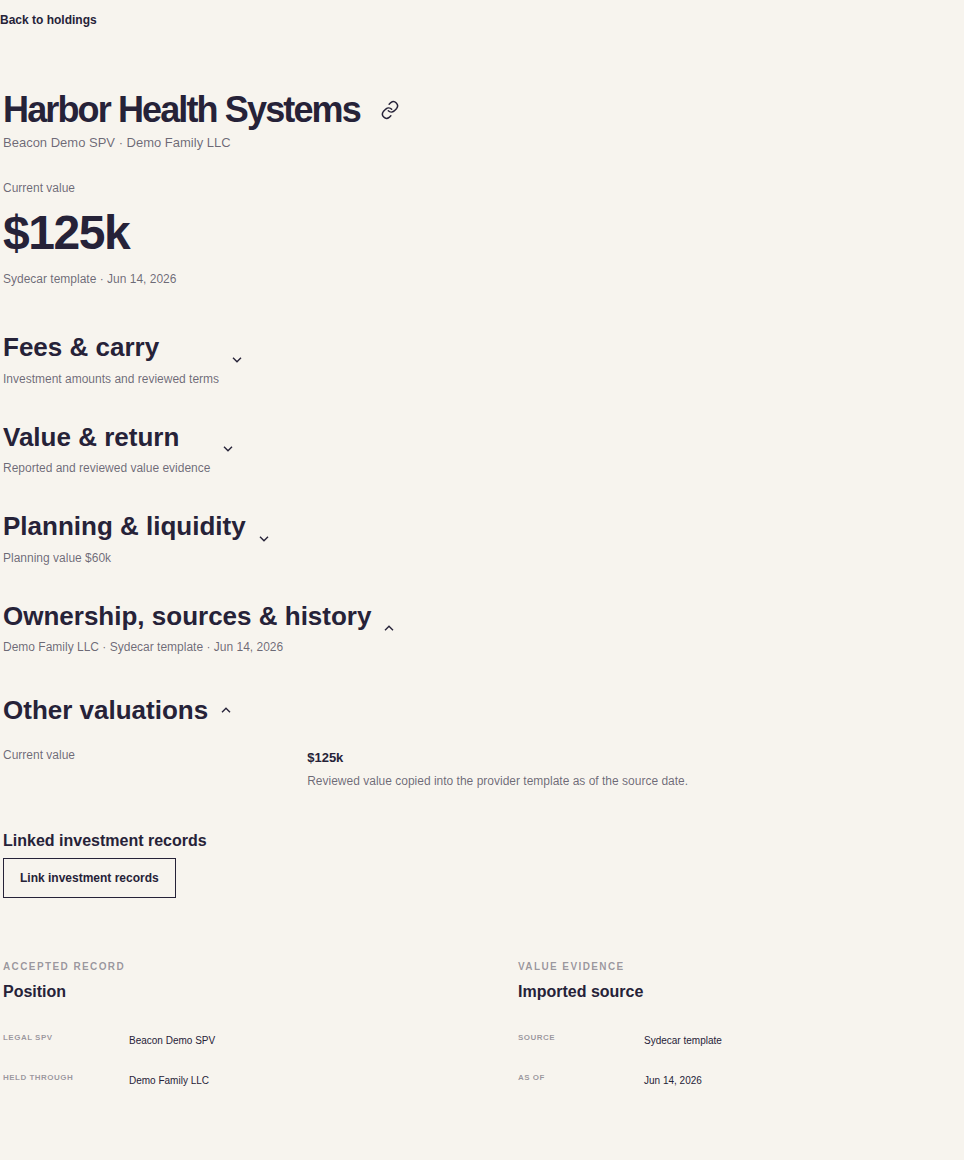 Back to holdings
Harbor Health Systems
Beacon Demo SPV · Demo Family LLC
Current value
$125k
Sydecar template · Jun 14, 2026
Fees & carry
Investment amounts and reviewed terms
Value & return
Reported and reviewed value evidence
Planning & liquidity
Planning value $60k
Ownership, sources & history
Demo Family LLC · Sydecar template · Jun 14, 2026
Other valuations
Current value
$125k
Reviewed value copied into the provider template as of the source date.
Linked investment records
Link investment records
ACCEPTED RECORD
Position
LEGAL SPV
Beacon Demo SPV
HELD THROUGH
Demo Family LLC
VALUE EVIDENCE
Imported source
SOURCE
Sydecar template
AS OF
Jun 14, 2026